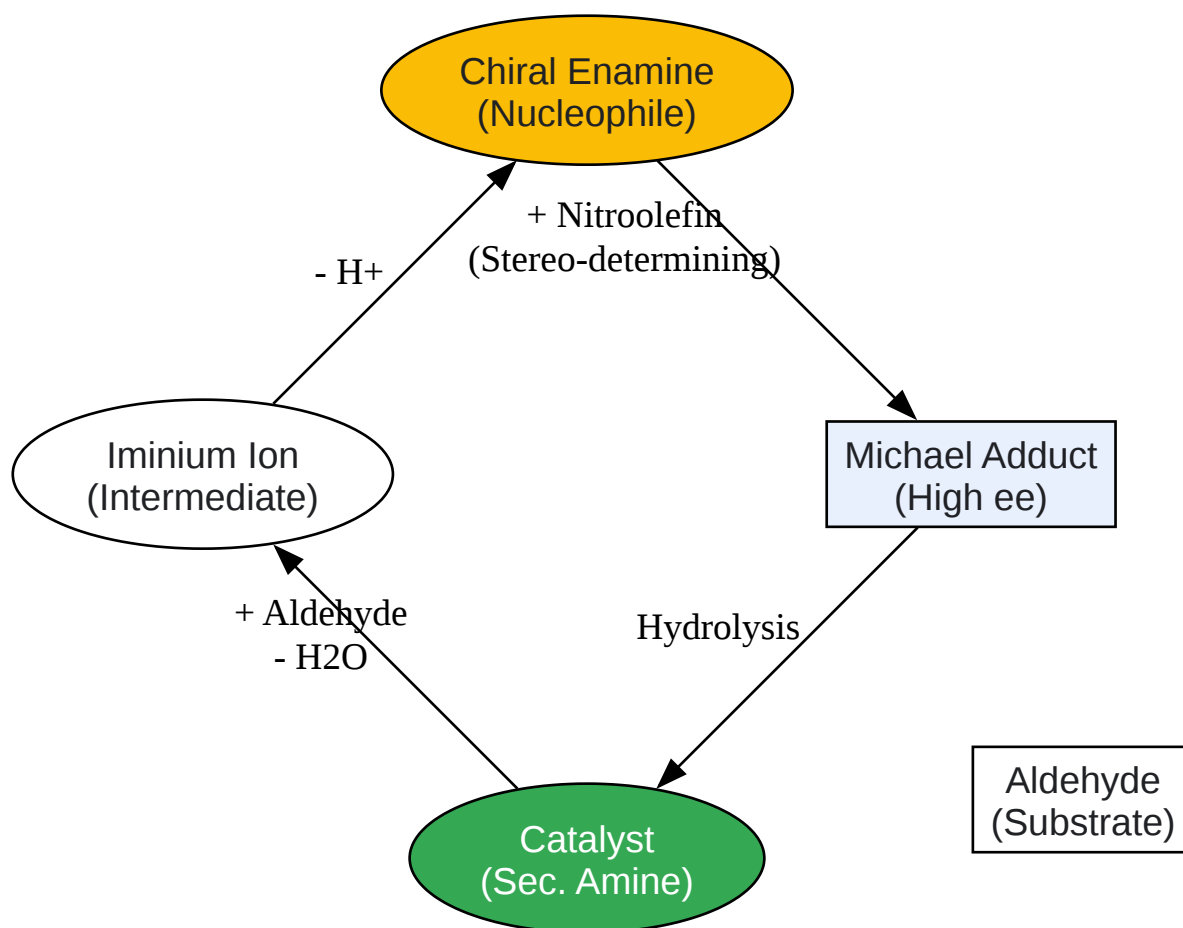 Chiral Enamine
(Nucleophile)
+ Nitroolefin
(Stereo-determining)
- H+
Iminium Ion
(Intermediate)
Michael Adduct
(High ee)
+ Aldehyde
- H2O
Hydrolysis
Aldehyde
(Substrate)
Catalyst
(Sec. Amine)